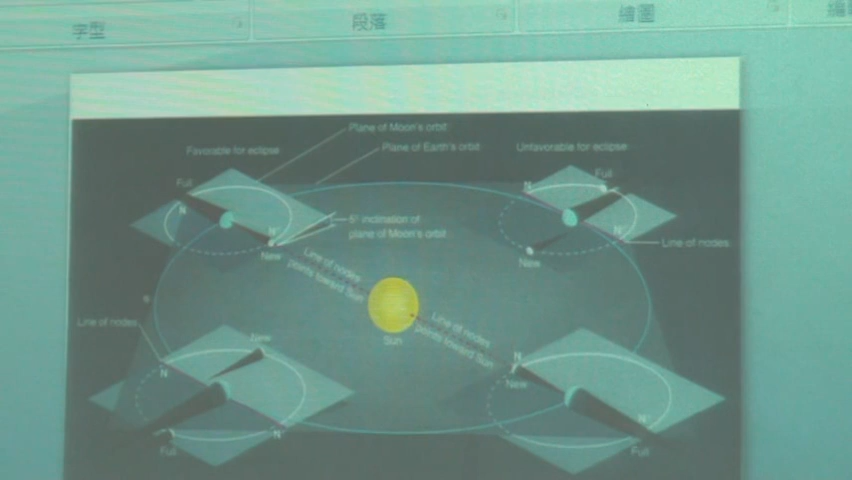 字型
段落
繪圖
Plane of Moon's orbit
Favorable for eclipse
Plane of Earth's orbit
Unfavorable for eclipse
Full
Full
N
N
5° inclination of
plane of Moon's orbit
N'
N'
New
New
Line of nodes
Line of nodes
points toward Sun
Line of nodes
Sun
Line of nodes
points toward Sun
New
N
N
New
N'
N'
Full
Full